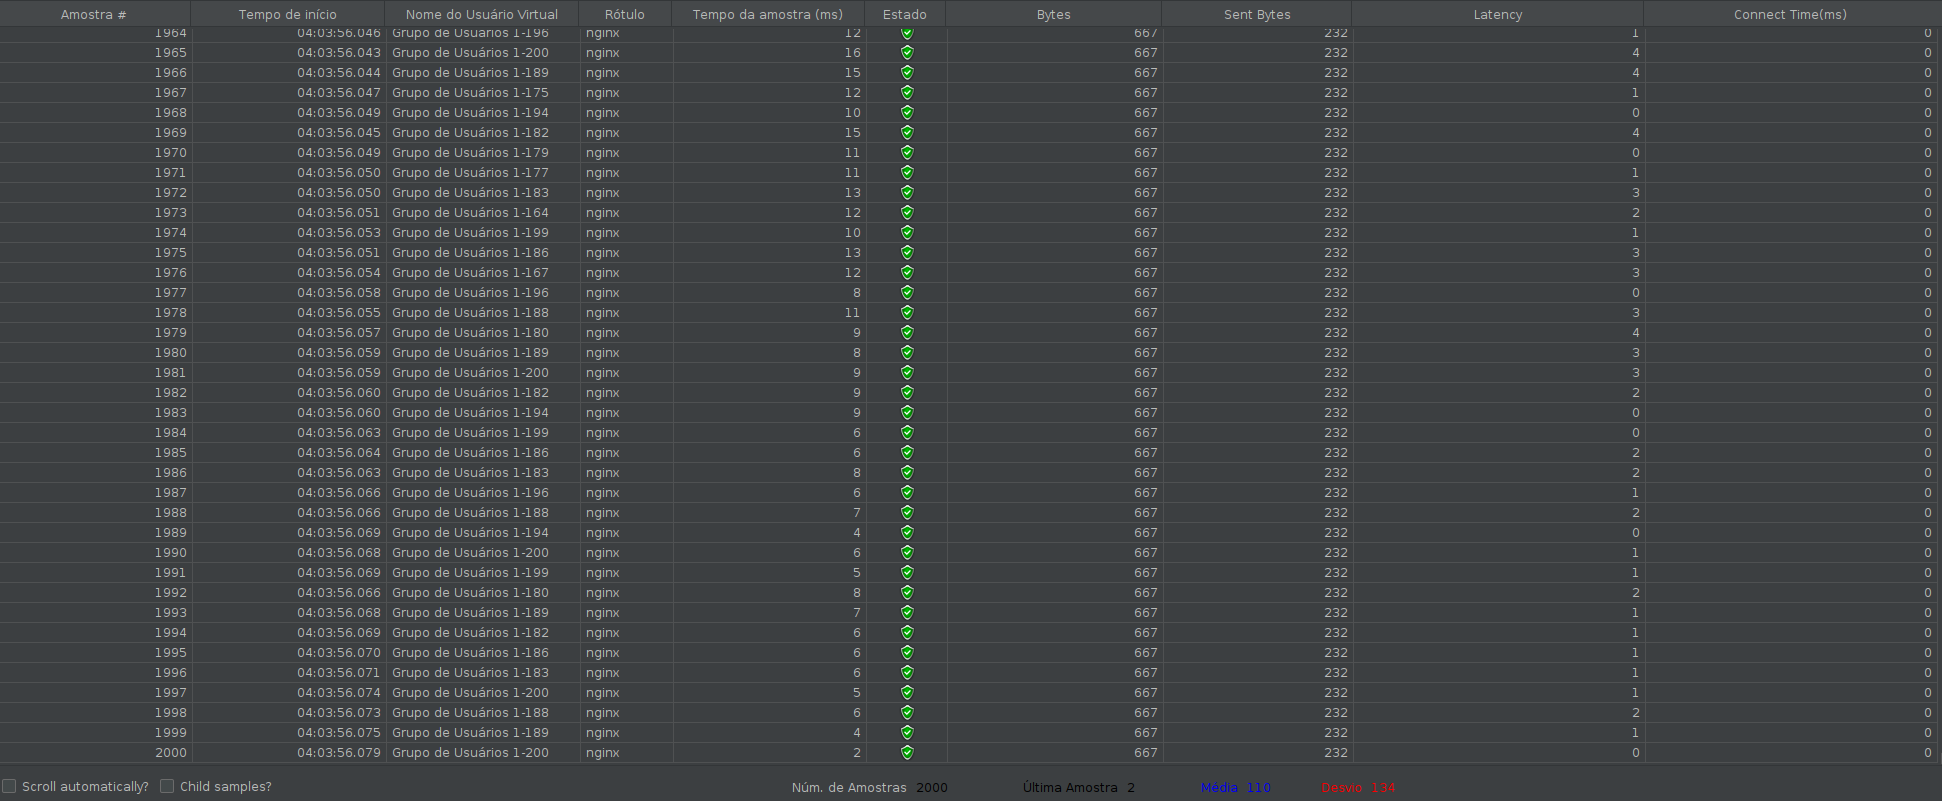 Amostra # Tempo de início Nome do Usuário Virtual Rótulo Tempo da amostra (ms) Estado Bytes Sent Bytes Latency Connect Time(ms)
1964 04:03:56.046 Grupo de Usuários 1-196 nginx 12 667 232 1 0
1965 04:03:56.043 Grupo de Usuários 1-200 nginx 16 667 232 4 0
1966 04:03:56.044 Grupo de Usuários 1-189 nginx 15 667 232 4 0
1967 04:03:56.047 Grupo de Usuários 1-175 nginx 12 667 232 1 0
1968 04:03:56.049 Grupo de Usuários 1-194 nginx 10 667 232 0 0
1969 04:03:56.045 Grupo de Usuários 1-182 nginx 15 667 232 4 0
1970 04:03:56.049 Grupo de Usuários 1-179 nginx 11 667 232 0 0
1971 04:03:56.050 Grupo de Usuários 1-177 nginx 11 667 232 1 0
1972 04:03:56.050 Grupo de Usuários 1-183 nginx 13 667 232 3 0
1973 04:03:56.051 Grupo de Usuários 1-164 nginx 12 667 232 2 0
1974 04:03:56.053 Grupo de Usuários 1-199 nginx 10 667 232 1 0
1975 04:03:56.051 Grupo de Usuários 1-186 nginx 13 667 232 3 0
1976 04:03:56.054 Grupo de Usuários 1-167 nginx 12 667 232 3 0
1977 04:03:56.058 Grupo de Usuários 1-196 nginx 8 667 232 0 0
1978 04:03:56.055 Grupo de Usuários 1-188 nginx 11 667 232 3 0
1979 04:03:56.057 Grupo de Usuários 1-180 nginx 9 667 232 4 0
1980 04:03:56.059 Grupo de Usuários 1-189 nginx 8 667 232 3 0
1981 04:03:56.059 Grupo de Usuários 1-200 nginx 9 667 232 3 0
1982 04:03:56.060 Grupo de Usuários 1-182 nginx 9 667 232 2 0
1983 04:03:56.060 Grupo de Usuários 1-194 nginx 9 667 232 0 0
1984 04:03:56.063 Grupo de Usuários 1-199 nginx 6 667 232 0 0
1985 04:03:56.064 Grupo de Usuários 1-186 nginx 6 667 232 2 0
1986 04:03:56.063 Grupo de Usuários 1-183 nginx 8 667 232 2 0
1987 04:03:56.066 Grupo de Usuários 1-196 nginx 6 667 232 1 0
1988 04:03:56.066 Grupo de Usuários 1-188 nginx 7 667 232 2 0
1989 04:03:56.069 Grupo de Usuários 1-194 nginx 4 667 232 0 0
1990 04:03:56.068 Grupo de Usuários 1-200 nginx 6 667 232 1 0
1991 04:03:56.069 Grupo de Usuários 1-199 nginx 5 667 232 1 0
1992 04:03:56.066 Grupo de Usuários 1-180 nginx 8 667 232 2 0
1993 04:03:56.068 Grupo de Usuários 1-189 nginx 7 667 232 1 0
1994 04:03:56.069 Grupo de Usuários 1-182 nginx 6 667 232 1 0
1995 04:03:56.070 Grupo de Usuários 1-186 nginx 6 667 232 1 0
1996 04:03:56.071 Grupo de Usuários 1-183 nginx 6 667 232 1 0
1997 04:03:56.074 Grupo de Usuários 1-200 nginx 5 667 232 1 0
1998 04:03:56.073 Grupo de Usuários 1-188 nginx 6 667 232 2 0
1999 04:03:56.075 Grupo de Usuários 1-189 nginx 4 667 232 1 0
2000 04:03:56.079 Grupo de Usuários 1-200 nginx 2 667 232 0 0
Scroll automatically? Child samples? Núm. de Amostras 2000 Última Amostra 2 Média 110 Desvio 134